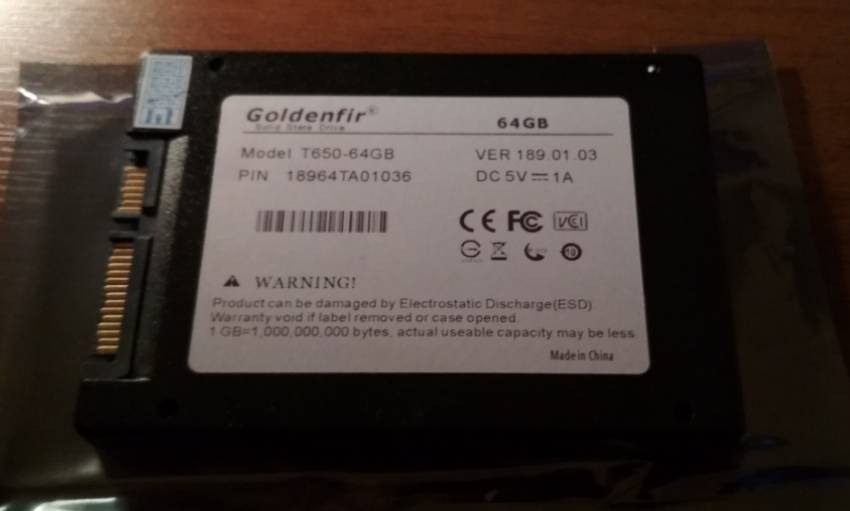 Goldenfir®
Solid State Drive
64GB
Model T650-64GB
VER 189.01.03
PIN 18964TA01036
DC 5V⎓1A
CE FC VCI
WARNING!
Product can be damaged by Electrostatic Discharge(ESD).
Warranty void if label removed or case opened.
1 GB=1,000,000,000 bytes, actual useable capacity may be less
Made in China